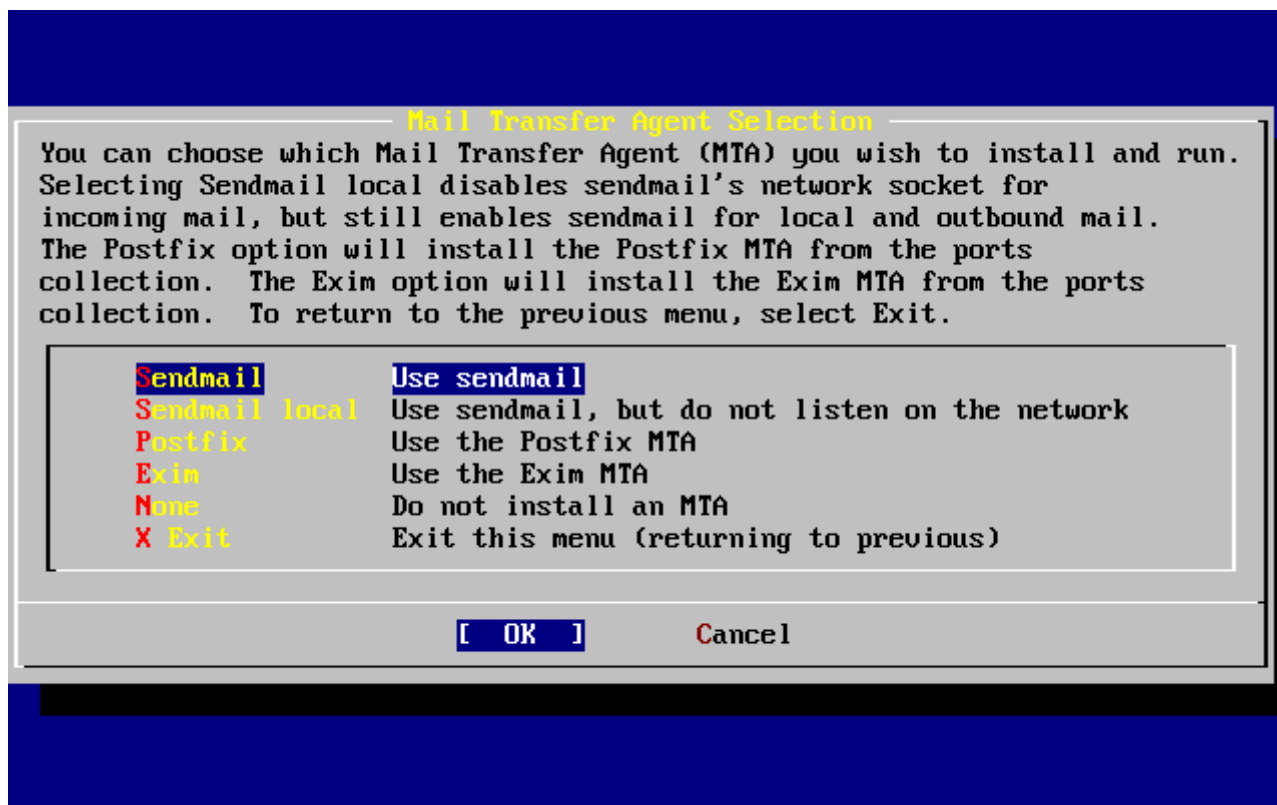 Mail Transfer Agent Selection
You can choose which Mail Transfer Agent (MTA) you wish to install and run.
Selecting Sendmail local disables sendmail's network socket for
incoming mail, but still enables sendmail for local and outbound mail.
The Postfix option will install the Postfix MTA from the ports
collection.  The Exim option will install the Exim MTA from the ports
collection.  To return to the previous menu, select Exit.
Sendmail Use sendmail
Sendmail local Use sendmail, but do not listen on the network
Postfix Use the Postfix MTA
Exim Use the Exim MTA
None Do not install an MTA
X Exit Exit this menu (returning to previous)
[ OK ] Cancel